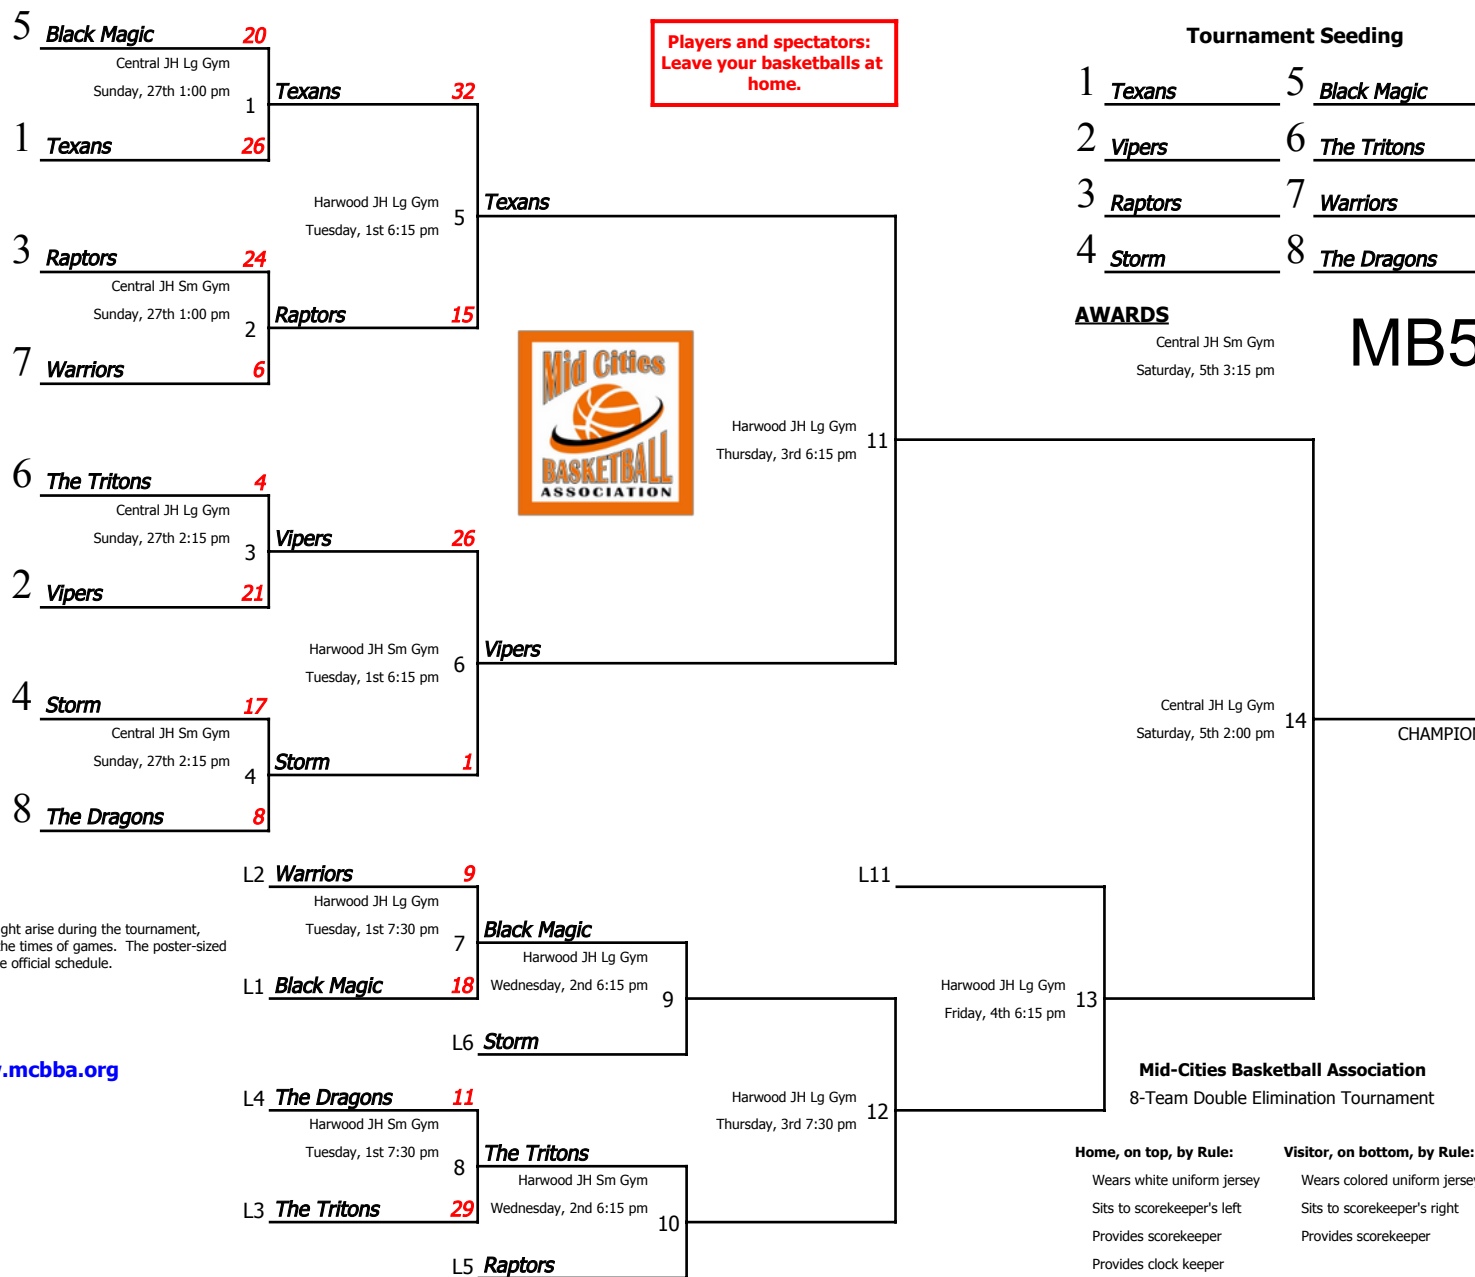 5 Black Magic 20
Central JH Lg Gym
Sunday, 27th 1:00 pm
1
Texans 32
1 Texans 26
Harwood JH Lg Gym
Tuesday, 1st 6:15 pm
5
Texans
3 Raptors 24
Central JH Sm Gym
Sunday, 27th 1:00 pm
2
Raptors 15
7 Warriors 6
6 The Tritons 4
Central JH Lg Gym
Sunday, 27th 2:15 pm
3
Vipers 26
2 Vipers 21
Harwood JH Sm Gym
Tuesday, 1st 6:15 pm
6
Vipers
4 Storm 17
Central JH Sm Gym
Sunday, 27th 2:15 pm
4
Storm 1
8 The Dragons 8
Players and spectators:
Leave your basketballs at
home.
Mid Cities
BASKETBALL
ASSOCIATION
Harwood JH Lg Gym
Thursday, 3rd 6:15 pm
11
Tournament Seeding
1 Texans 5 Black Magic
2 Vipers 6 The Tritons
3 Raptors 7 Warriors
4 Storm 8 The Dragons
AWARDS
Central JH Sm Gym
Saturday, 5th 3:15 pm
MB5
Central JH Lg Gym
Saturday, 5th 2:00 pm
14
CHAMPION
L2 Warriors 9
Harwood JH Lg Gym
Tuesday, 1st 7:30 pm
7
Black Magic
L1 Black Magic 18
Harwood JH Lg Gym
Wednesday, 2nd 6:15 pm
9
L6 Storm
ght arise during the tournament,
he times of games. The poster-sized
e official schedule.
.mcbba.org
L4 The Dragons 11
Harwood JH Sm Gym
Tuesday, 1st 7:30 pm
8
The Tritons
L3 The Tritons 29
Harwood JH Sm Gym
Wednesday, 2nd 6:15 pm
10
L5 Raptors
Harwood JH Lg Gym
Thursday, 3rd 7:30 pm
12
L11
Harwood JH Lg Gym
Friday, 4th 6:15 pm
13
Mid-Cities Basketball Association
8-Team Double Elimination Tournament
Home, on top, by Rule: Visitor, on bottom, by Rule:
Wears white uniform jersey Wears colored uniform jersey
Sits to scorekeeper's left Sits to scorekeeper's right
Provides scorekeeper Provides scorekeeper
Provides clock keeper